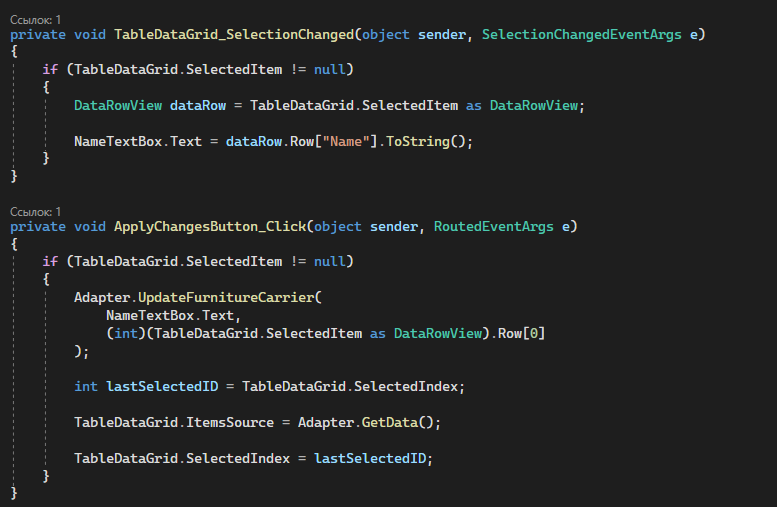 Ссылок: 1
private void TableDataGrid_SelectionChanged(object sender, SelectionChangedEventArgs e)
{
    if (TableDataGrid.SelectedItem != null)
    {
        DataRowView dataRow = TableDataGrid.SelectedItem as DataRowView;

        NameTextBox.Text = dataRow.Row["Name"].ToString();
    }
}

Ссылок: 1
private void ApplyChangesButton_Click(object sender, RoutedEventArgs e)
{
    if (TableDataGrid.SelectedItem != null)
    {
        Adapter.UpdateFurnitureCarrier(
            NameTextBox.Text,
            (int)(TableDataGrid.SelectedItem as DataRowView).Row[0]
        );

        int lastSelectedID = TableDataGrid.SelectedIndex;

        TableDataGrid.ItemsSource = Adapter.GetData();

        TableDataGrid.SelectedIndex = lastSelectedID;
    }
}